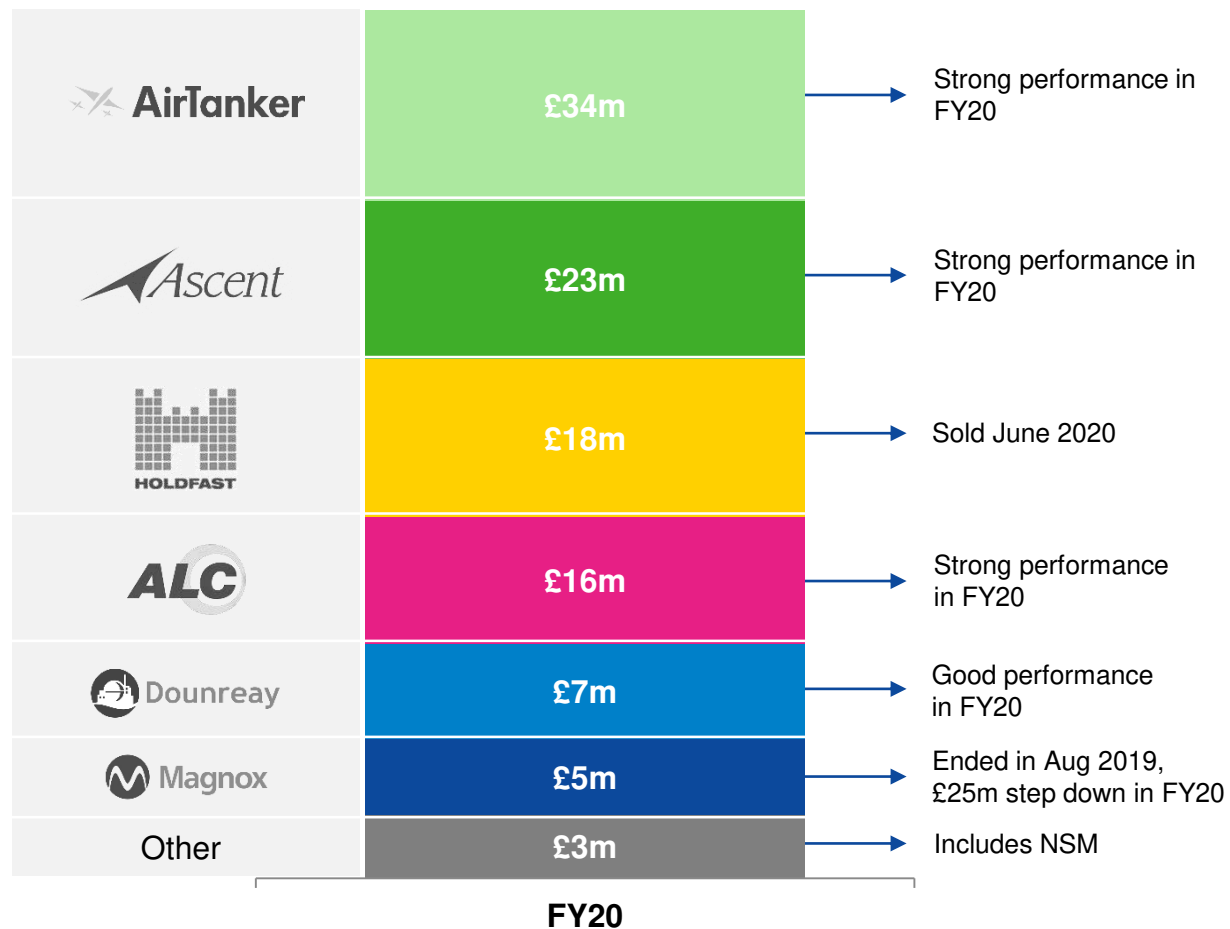 AirTanker
£34m
Strong performance in
FY20
Ascent
£23m
Strong performance in
FY20
HOLDFAST
£18m
Sold June 2020
ALC
£16m
Strong performance
in FY20
Dounreay
£7m
Good performance
in FY20
Magnox
£5m
Ended in Aug 2019,
£25m step down in FY20
Other
£3m
Includes NSM
FY20